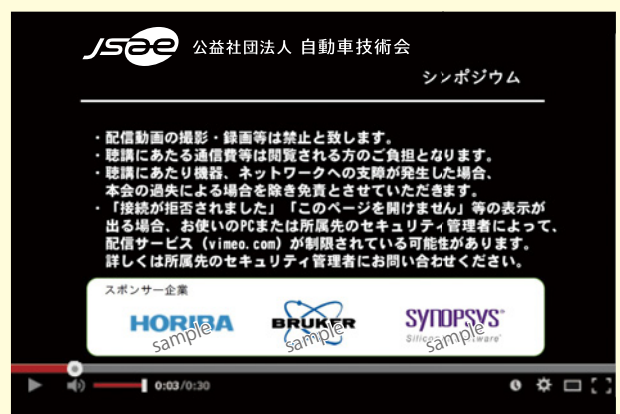 JSAE 公益社団法人 自動車技術会
シンポジウム
・配信動画の撮影・録画等は禁止と致します。
・聴講にあたる通信費等は閲覧される方のご負担となります。
・聴講にあたり機器、ネットワークへの支障が発生した場合、
本会の過失による場合を除き免責とさせていただきます。
・「接続が拒否されました」「このページを開けません」等の表示が
出る場合、お使いのPCまたは所属先のセキュリティ管理者によって、
配信サービス（vimeo.com）が制限されている可能性があります。
詳しくは所属先のセキュリティ管理者にお問い合わせください。
スポンサー企業
HORIBA BRUKER SYNOPSYS
sample sample sample
0:03/0:30